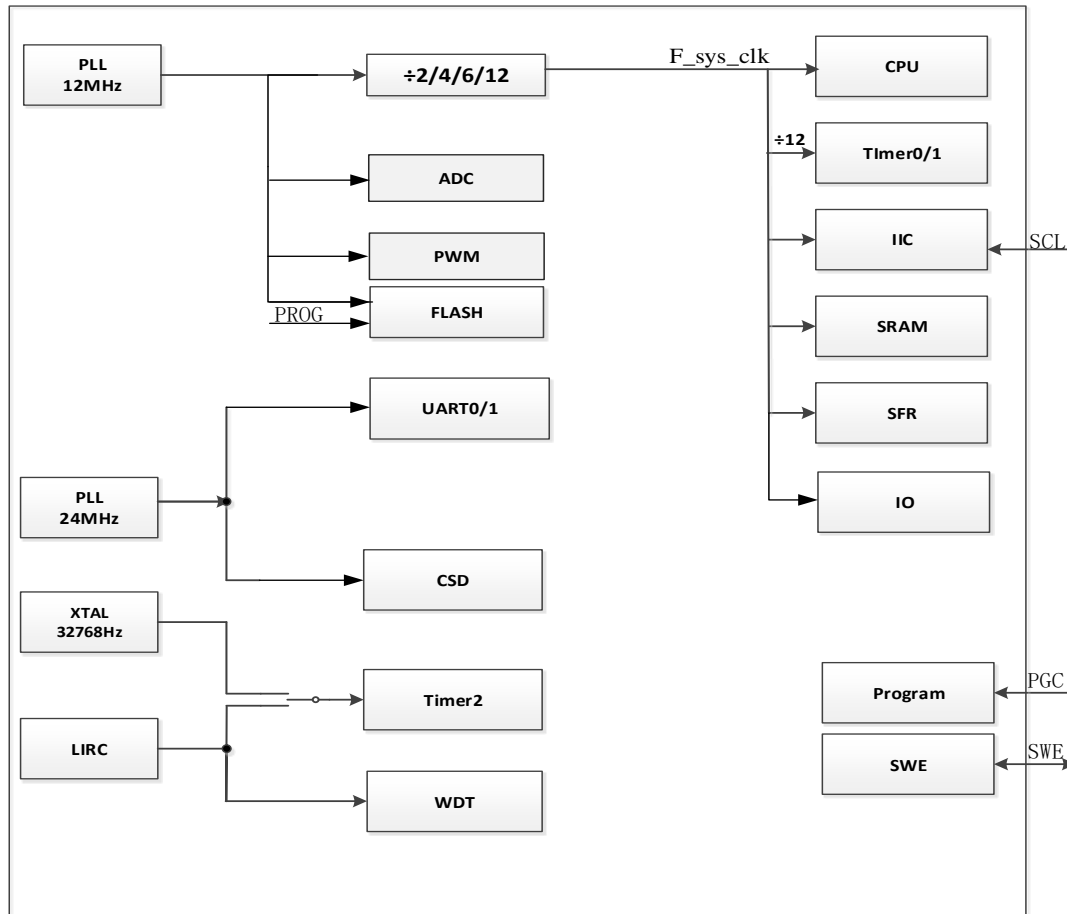 PLL
12MHz
÷2/4/6/12
F_sys_clk
CPU
÷12
TImer0/1
ADC
IIC
SCL
PWM
FLASH
PROG
SRAM
UART0/1
SFR
PLL
24MHz
IO
CSD
XTAL
32768Hz
Timer2
Program
PGC
LIRC
SWE
SWE
WDT